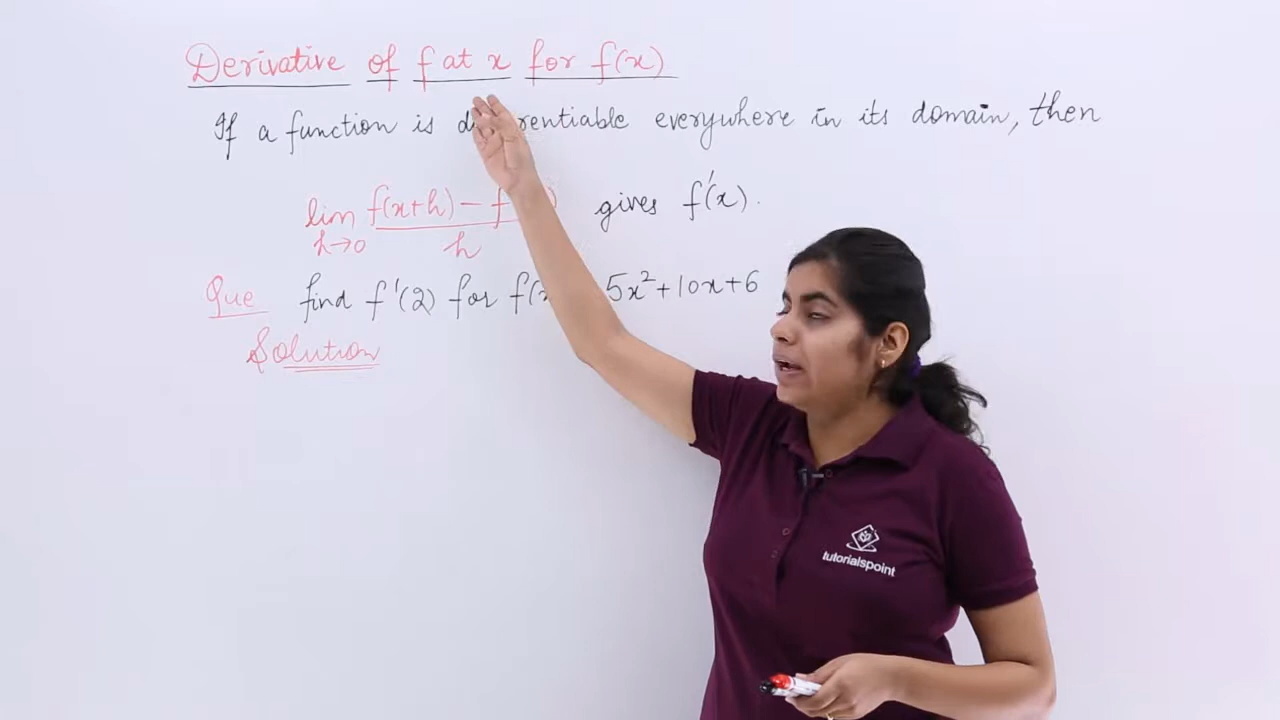 Derivative of f at x for f(x)
If a function is differentiable everywhere in its domain, then
lim h→0 f(x+h) − f / h gives f'(x).
Que find f'(2) for f( 5x²+10x+6
Solution
tutorialspoint